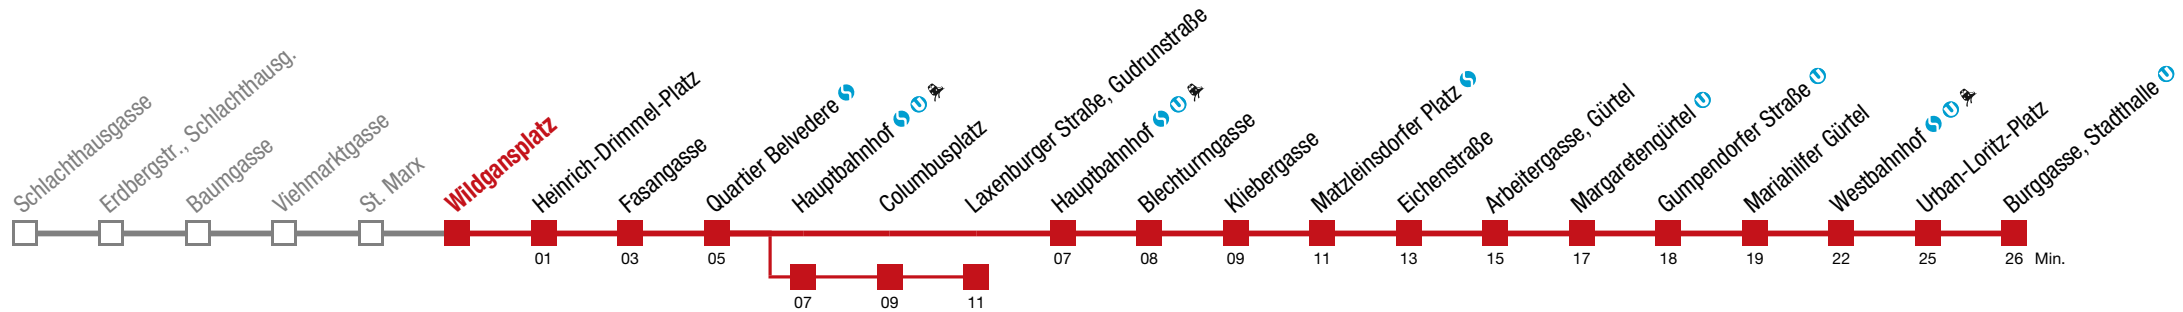 Schlachthausgasse
Erdbergstr., Schlachthausg.
Baumgasse
Viehmarktgasse
St. Marx
Wildgansplatz
Heinrich-Drimmel-Platz
Fasangasse
Quartier Belvedere
Hauptbahnhof
Columbusplatz
Laxenburger Straße, Gudrunstraße
Hauptbahnhof
Blechturmgasse
Kliebergasse
Matzleinsdorfer Platz
Eichenstraße
Arbeitergasse, Gürtel
Margaretengürtel
Gumpendorfer Straße
Mariahilfer Gürtel
Westbahnhof
Urban-Loritz-Platz
Burggasse, Stadthalle
01 03 05 07 08 09 11 13 15 17 18 19 22 25 26 Min.
07 09 11